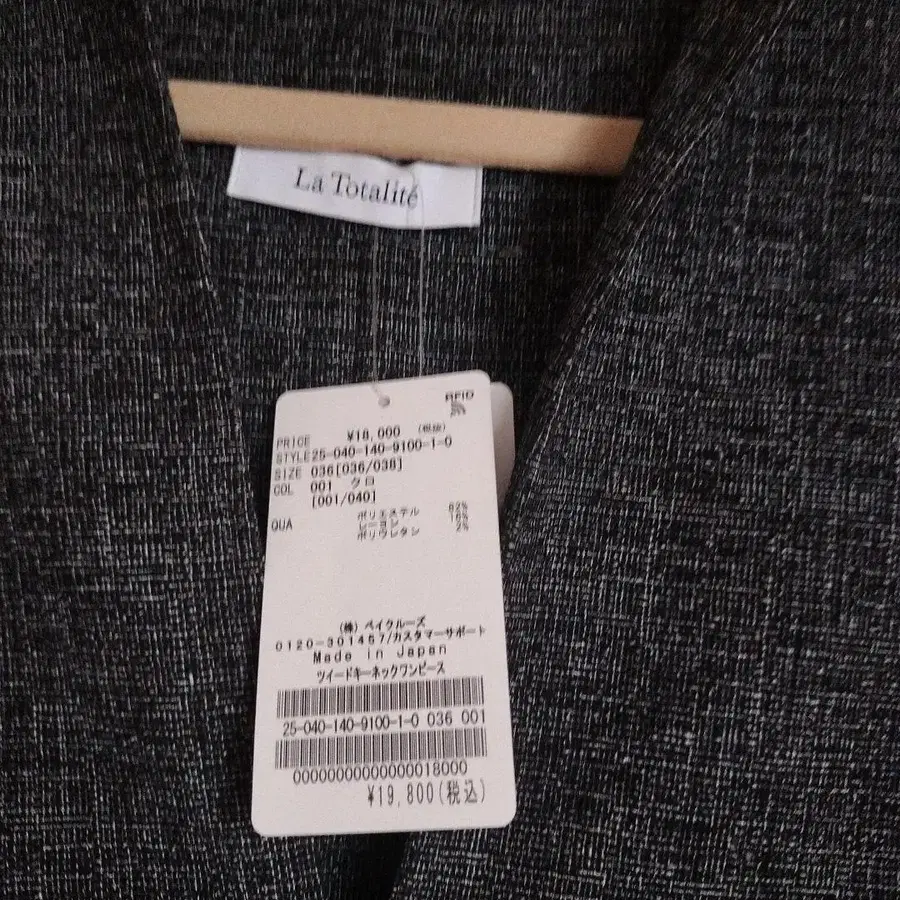 La Totalité
RFID
PRICE ¥18,000 (税抜)
STYLE 25-040-140-9100-1-0
SIZE 036[036/038]
COL 001 クロ
[001/040]
QUA ポリエステル 82%
レーヨン 16%
ポリウレタン 2%
(株)ベイクルーズ
0120-301457/カスタマーサポート
Made in Japan
ツイードキーネックワンピース
25-040-140-9100-1-0 036 001
00000000000000018000
¥19,800(税込)